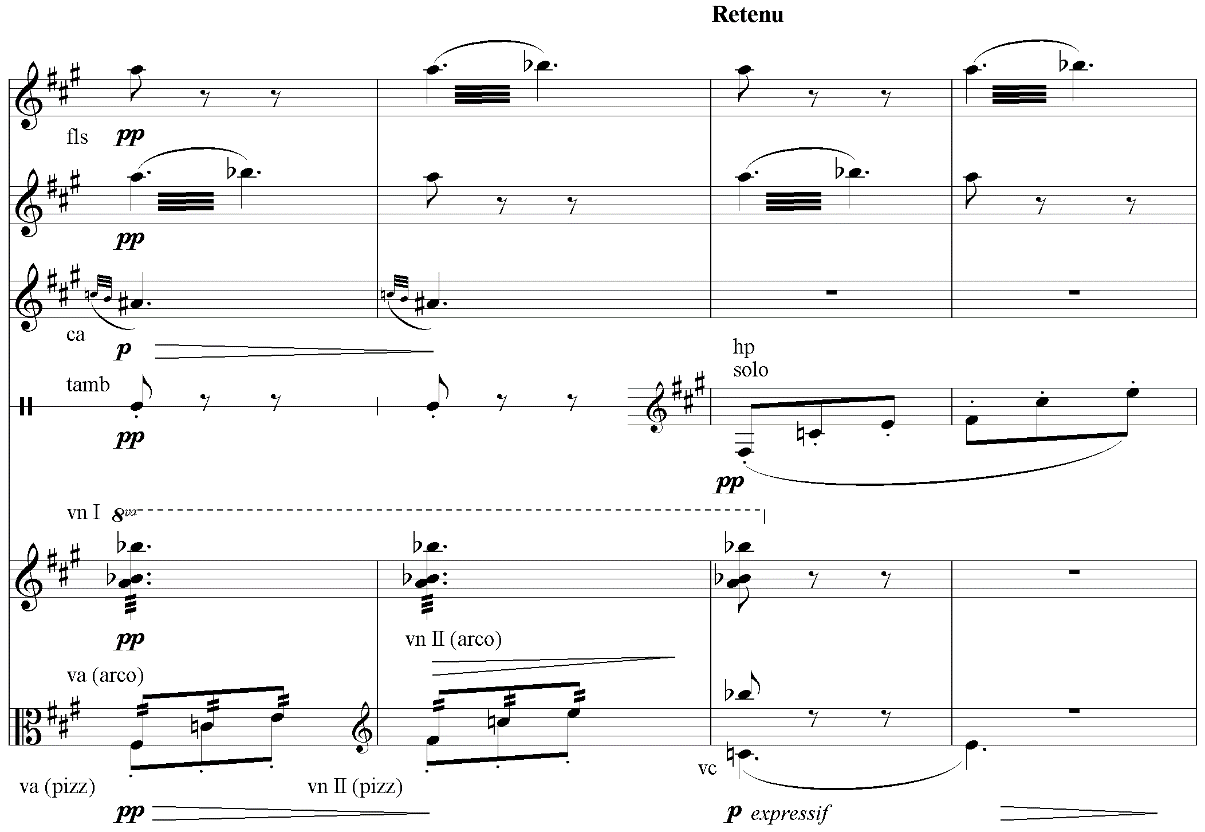 Retenu
fls
pp
pp
ca
p
hp
solo
tamb
pp
pp
vn I 8va
pp
vn II (arco)
va (arco)
vc
va (pizz)
vn II (pizz)
pp
p expressif